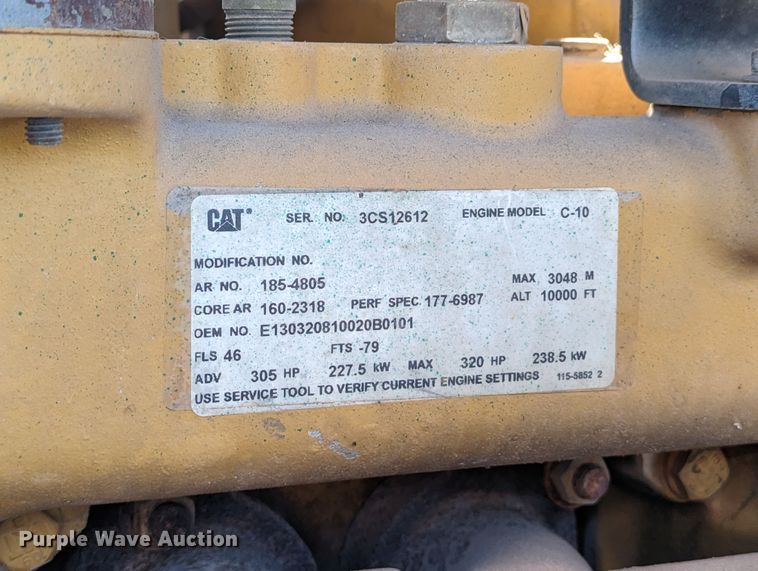 CAT® SER. NO. 3CS12612 ENGINE MODEL C-10
MODIFICATION NO.
AR NO. 185-4805 MAX 3048 M
CORE AR 160-2318 PERF SPEC 177-6987 ALT 10000 FT
OEM NO. E130320810020B0101
FLS 46 FTS -79
ADV 305 HP 227.5 kW MAX 320 HP 238.5 kW
USE SERVICE TOOL TO VERIFY CURRENT ENGINE SETTINGS 115-5852 2
Purple Wave Auction